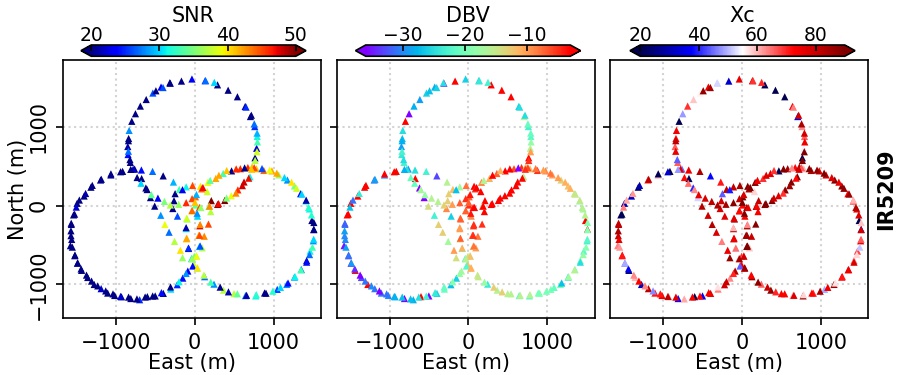 SNR DBV Xc
20 30 40 50 −30 −20 −10 20 40 60 80
1000
0
−1000
North (m)
−1000 0 1000 −1000 0 1000 −1000 0 1000
East (m) East (m) East (m)
IR5209